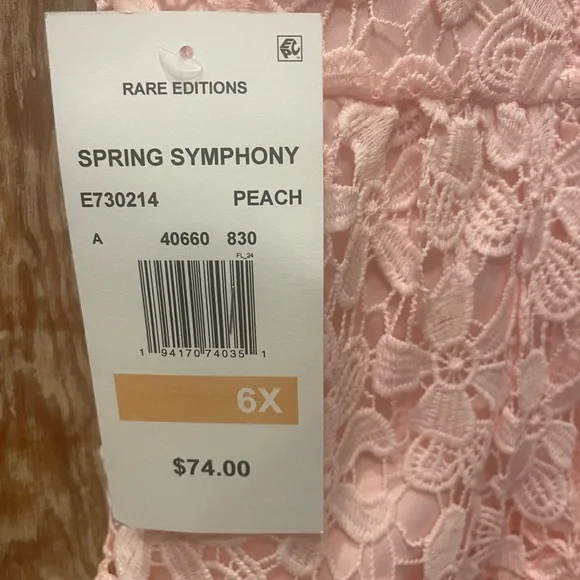 RARE EDITIONS
SPRING SYMPHONY
E730214 PEACH
A 40660 830
FL_24
1 94170 74035 1
6X
$74.00